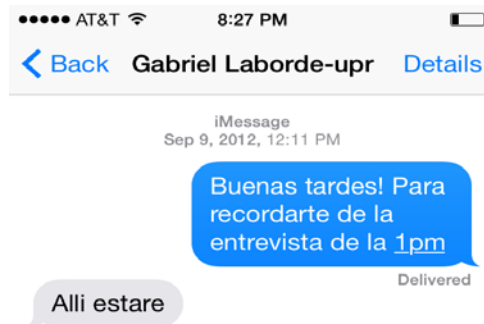 AT&T 8:27 PM
Back Gabriel Laborde-upr Details
iMessage
Sep 9, 2012, 12:11 PM
Buenas tardes! Para
recordarte de la
entrevista de la 1pm
Delivered
Alli estare